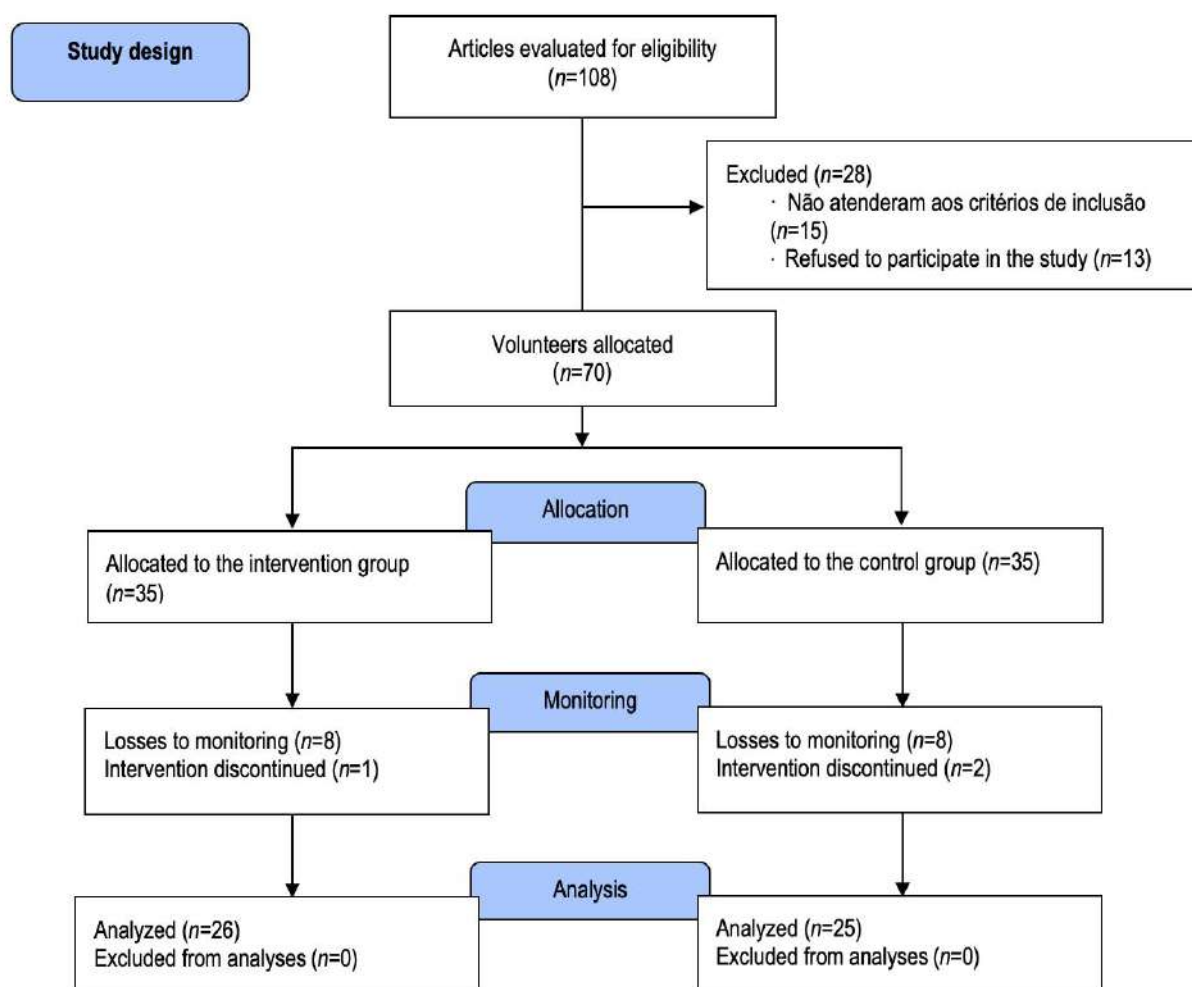 Study design
Articles evaluated for eligibility
(n=108)
Excluded (n=28)
· Não atenderam aos critérios de inclusão
(n=15)
· Refused to participate in the study (n=13)
Volunteers allocated
(n=70)
Allocation
Allocated to the intervention group
(n=35)
Allocated to the control group (n=35)
Monitoring
Losses to monitoring (n=8)
Intervention discontinued (n=1)
Losses to monitoring (n=8)
Intervention discontinued (n=2)
Analysis
Analyzed (n=26)
Excluded from analyses (n=0)
Analyzed (n=25)
Excluded from analyses (n=0)